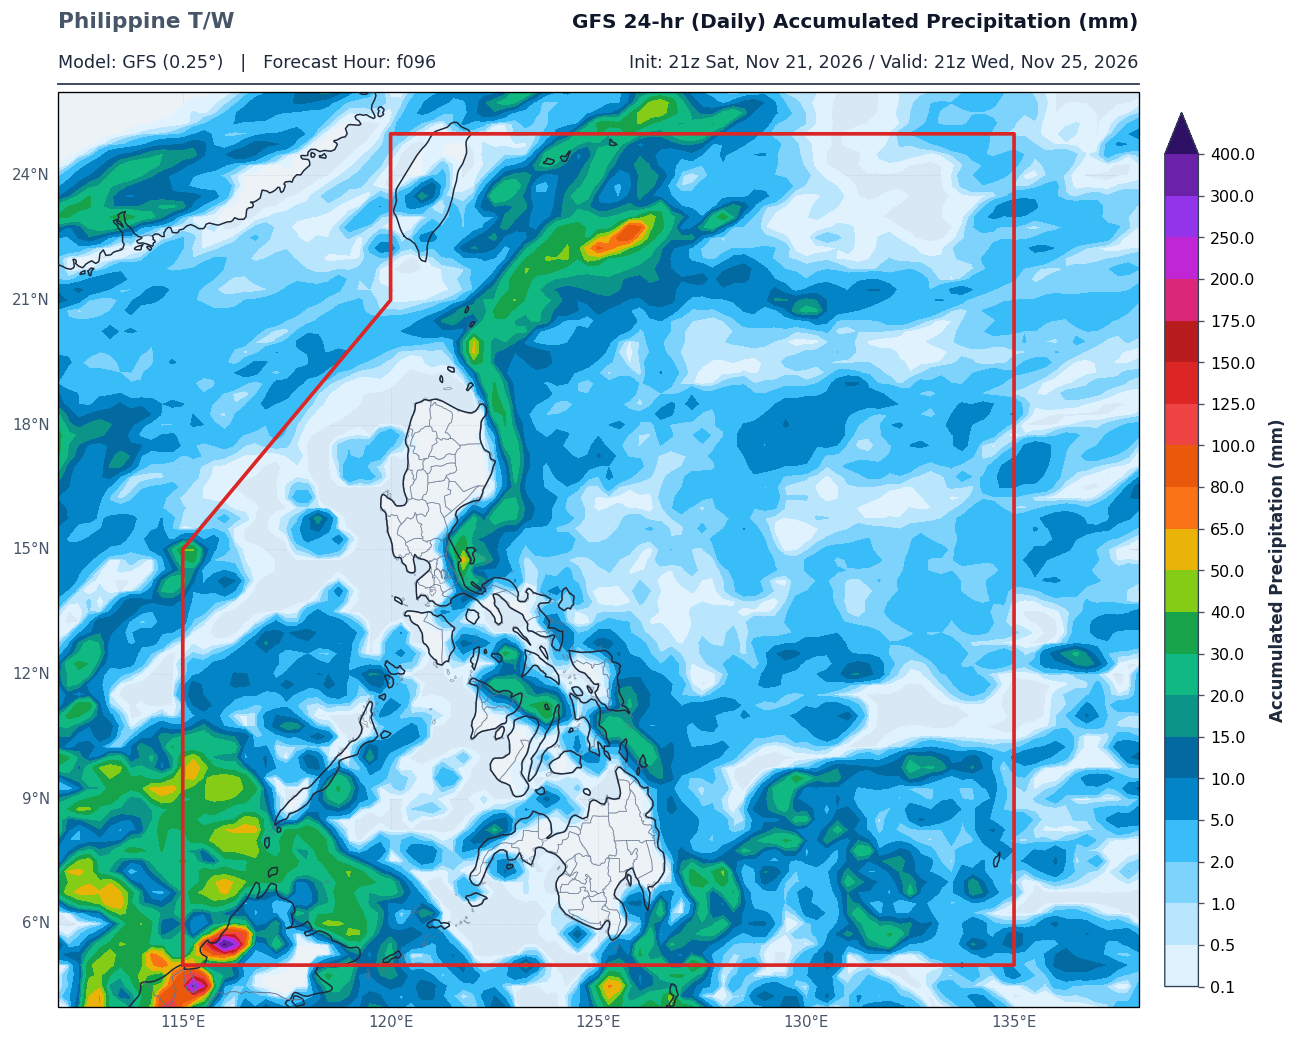 Philippine T/W
GFS 24-hr (Daily) Accumulated Precipitation (mm)
Model: GFS (0.25°) | Forecast Hour: f096
Init: 21z Sat, Nov 21, 2026 / Valid: 21z Wed, Nov 25, 2026
24°N
21°N
18°N
15°N
12°N
9°N
6°N
115°E
120°E
125°E
130°E
135°E
400.0
300.0
250.0
200.0
175.0
150.0
125.0
100.0
80.0
65.0
50.0
40.0
30.0
20.0
15.0
10.0
5.0
2.0
1.0
0.5
0.1
Accumulated Precipitation (mm)